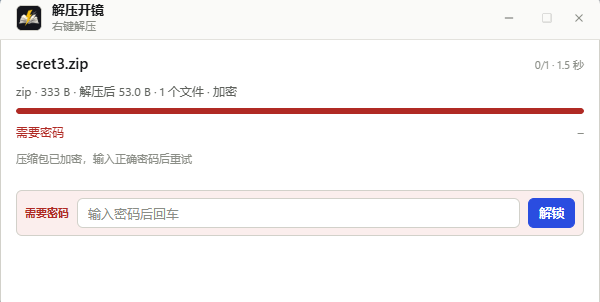 解压开镜
右键解压
secret3.zip
0/1 · 1.5 秒
zip · 333 B · 解压后 53.0 B · 1 个文件 · 加密
需要密码
–
压缩包已加密，输入正确密码后重试
需要密码
输入密码后回车
解锁